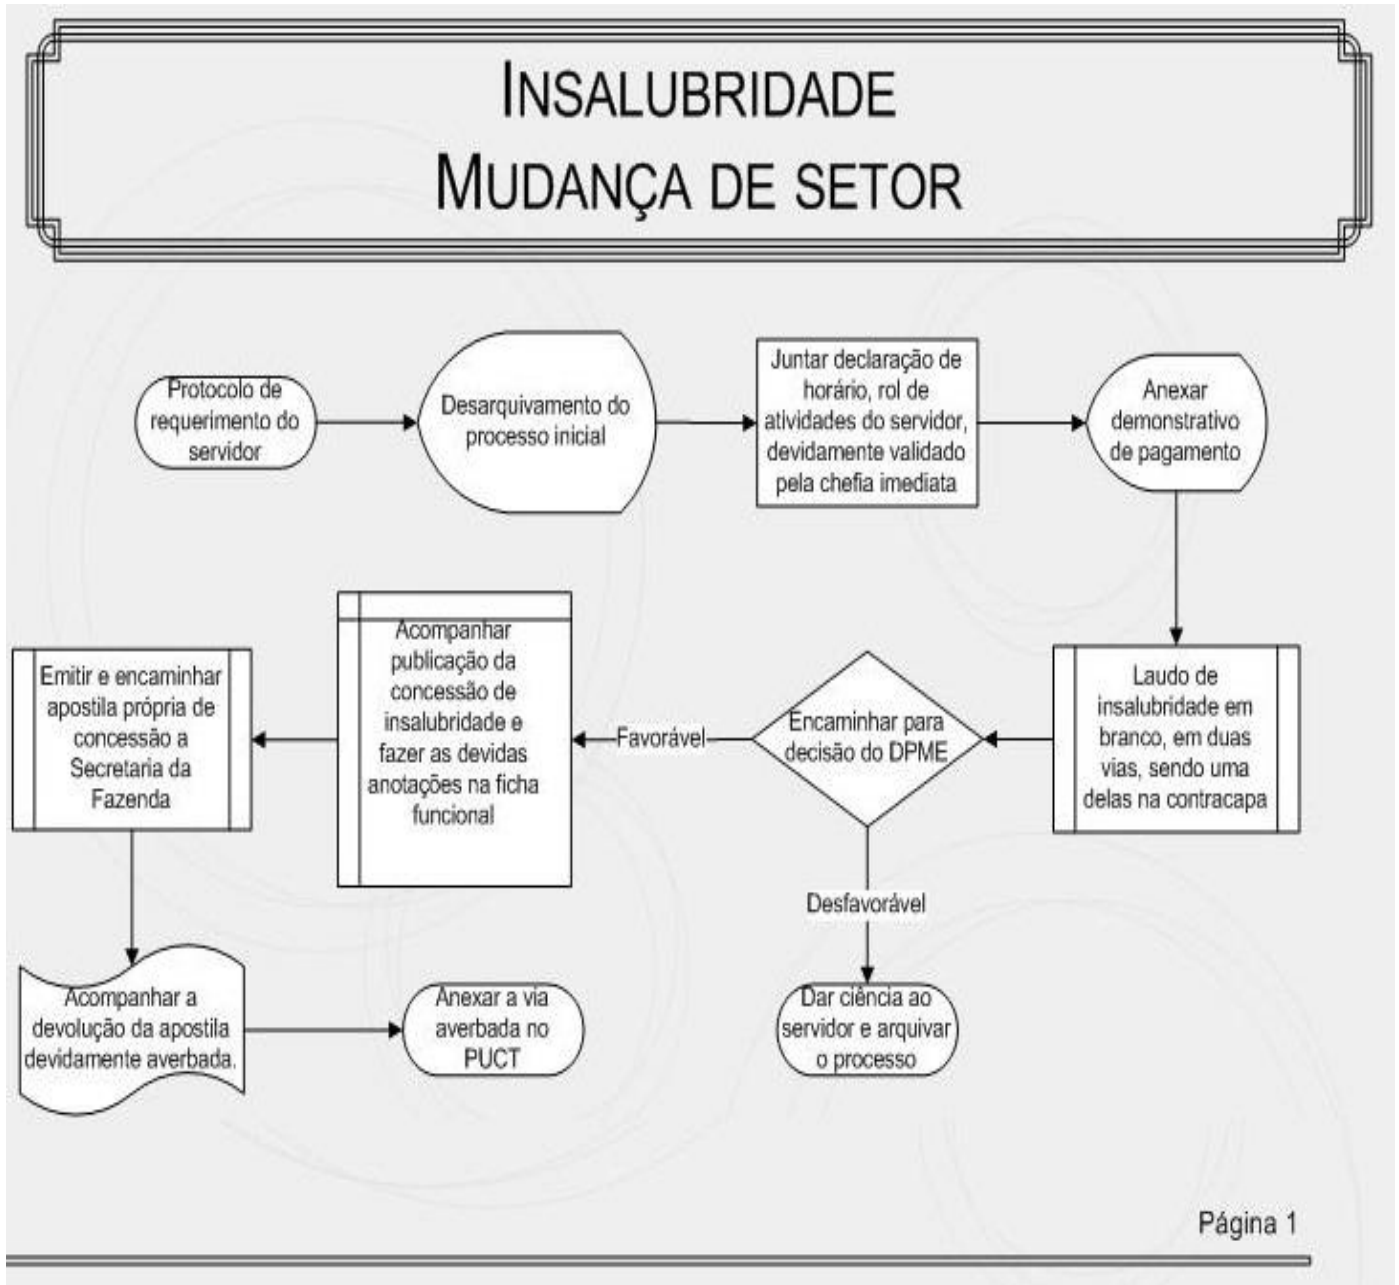 INSALUBRIDADE
MUDANÇA DE SETOR
Protocolo de
requerimento do
servidor
Desarquivamento do
processo inicial
Juntar declaração de
horário, rol de
atividades do servidor,
devidamente validado
pela chefia imediata
Anexar
demonstrativo
de pagamento
Laudo de
insalubridade em
branco, em duas
vias, sendo uma
delas na contracapa
Encaminhar para
decisão do DPME
Favorável
Acompanhar
publicação da
concessão de
insalubridade e
fazer as devidas
anotações na ficha
funcional
Emitir e encaminhar
apostila própria de
concessão a
Secretaria da
Fazenda
Desfavorável
Acompanhar a
devolução da apostila
devidamente averbada.
Anexar a via
averbada no
PUCT
Dar ciência ao
servidor e arquivar
o processo
Página 1